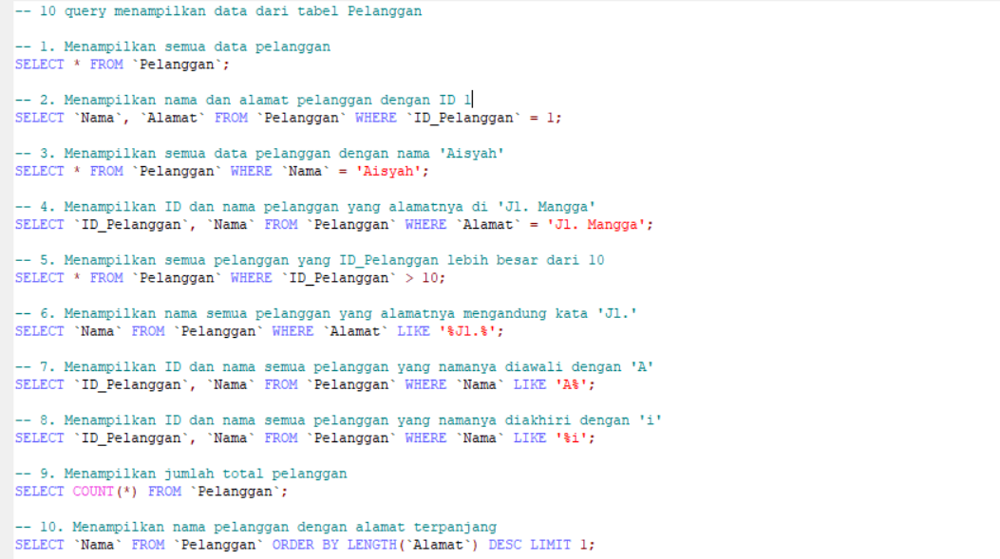 -- 10 query menampilkan data dari tabel Pelanggan
-- 1. Menampilkan semua data pelanggan
SELECT * FROM `Pelanggan`;
-- 2. Menampilkan nama dan alamat pelanggan dengan ID 1
SELECT `Nama`, `Alamat` FROM `Pelanggan` WHERE `ID_Pelanggan` = 1;
-- 3. Menampilkan semua data pelanggan dengan nama 'Aisyah'
SELECT * FROM `Pelanggan` WHERE `Nama` = 'Aisyah';
-- 4. Menampilkan ID dan nama pelanggan yang alamatnya di 'Jl. Mangga'
SELECT `ID_Pelanggan`, `Nama` FROM `Pelanggan` WHERE `Alamat` = 'Jl. Mangga';
-- 5. Menampilkan semua pelanggan yang ID_Pelanggan lebih besar dari 10
SELECT * FROM `Pelanggan` WHERE `ID_Pelanggan` > 10;
-- 6. Menampilkan nama semua pelanggan yang alamatnya mengandung kata 'Jl.'
SELECT `Nama` FROM `Pelanggan` WHERE `Alamat` LIKE '%Jl.%';
-- 7. Menampilkan ID dan nama semua pelanggan yang namanya diawali dengan 'A'
SELECT `ID_Pelanggan`, `Nama` FROM `Pelanggan` WHERE `Nama` LIKE 'A%';
-- 8. Menampilkan ID dan nama semua pelanggan yang namanya diakhiri dengan 'i'
SELECT `ID_Pelanggan`, `Nama` FROM `Pelanggan` WHERE `Nama` LIKE '%i';
-- 9. Menampilkan jumlah total pelanggan
SELECT COUNT(*) FROM `Pelanggan`;
-- 10. Menampilkan nama pelanggan dengan alamat terpanjang
SELECT `Nama` FROM `Pelanggan` ORDER BY LENGTH(`Alamat`) DESC LIMIT 1;